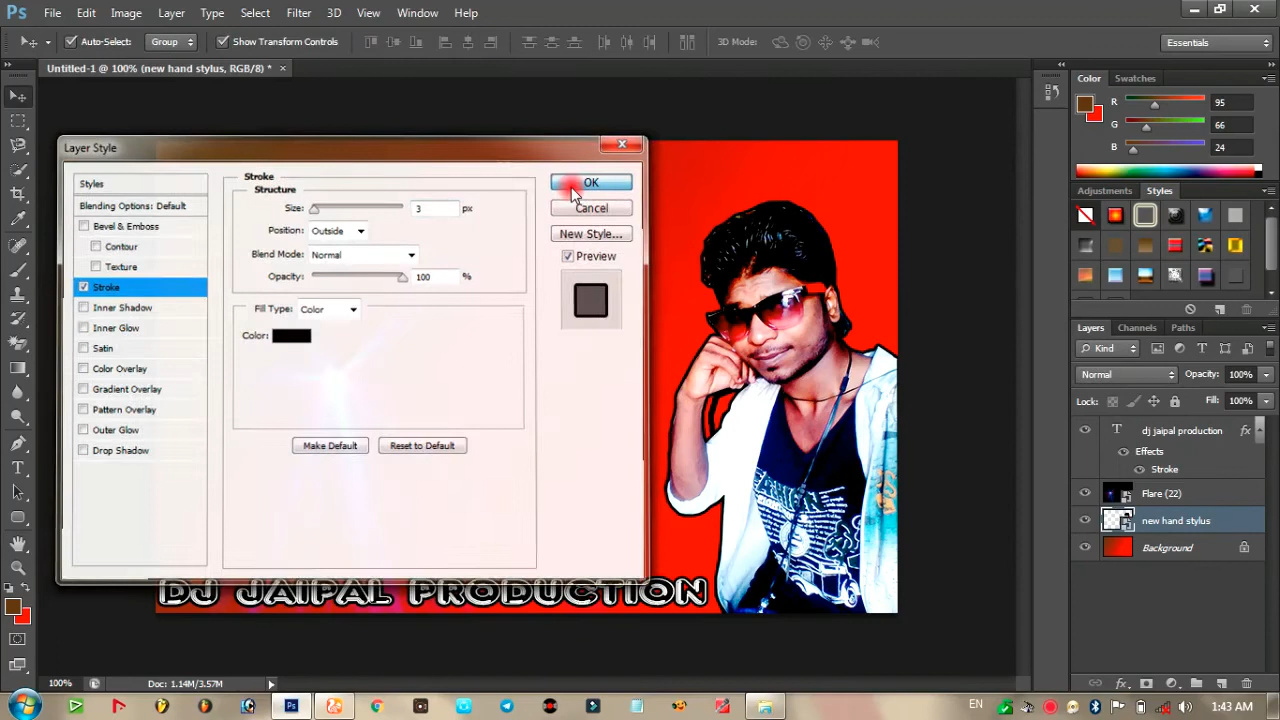 Ps File Edit Image Layer Type Select Filter 3D View Window Help
Auto-Select: Group Show Transform Controls 3D Mode: Essentials
Untitled-1 @ 100% (new hand stylus, RGB/8) *
Color Swatches
R 95
G 66
B 24
Adjustments Styles
Layer Style
Styles
Blending Options: Default
Bevel & Emboss
Contour
Texture
Stroke
Inner Shadow
Inner Glow
Satin
Color Overlay
Gradient Overlay
Pattern Overlay
Outer Glow
Drop Shadow
Stroke
Structure
Size: 3 px
Position: Outside
Blend Mode: Normal
Opacity: 100 %
Fill Type: Color
Color:
Make Default Reset to Default
OK
Cancel
New Style...
Preview
Layers Channels Paths
Kind
Normal Opacity: 100%
Lock: Fill: 100%
T dj jaipal production fx
Effects
Stroke
Flare (22)
new hand stylus
Background
DJ JAIPAL PRODUCTION
100% Doc: 1.14M/3.57M
EN 1:43 AM